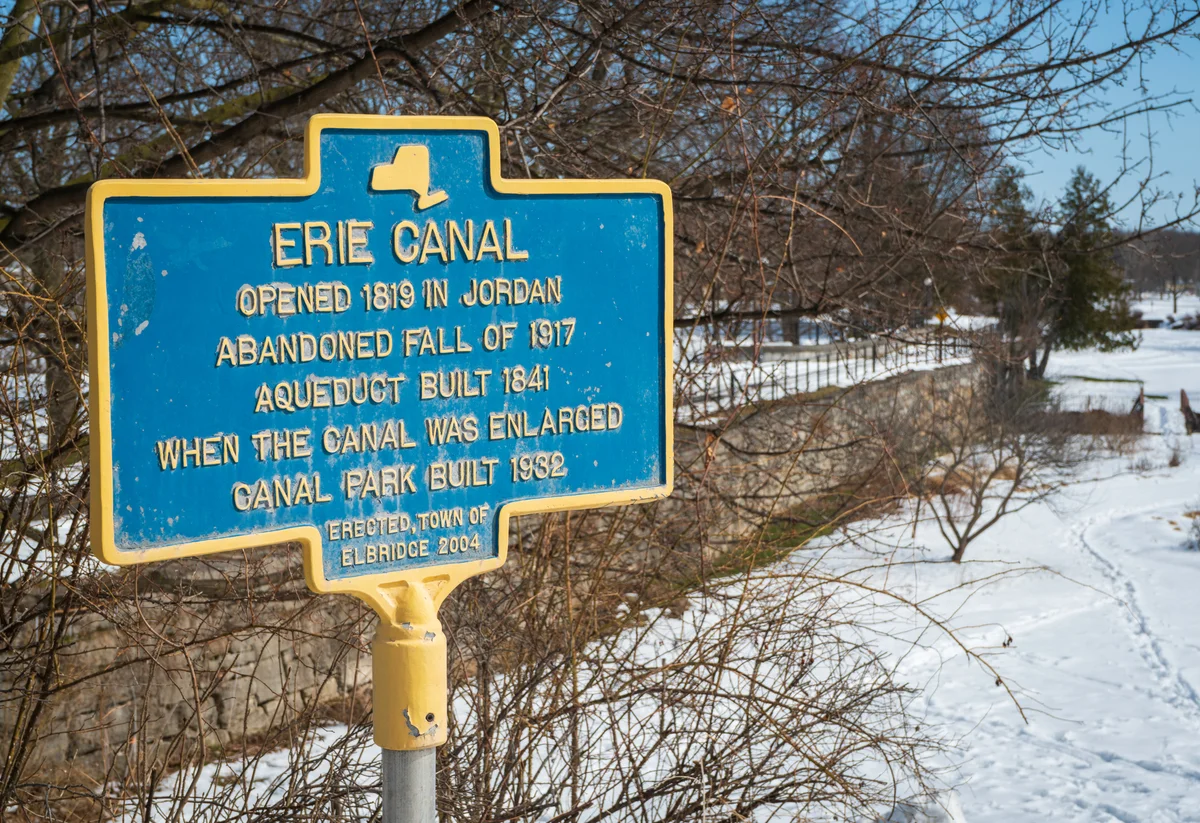 ERIE CANAL
OPENED 1819 IN JORDAN
ABANDONED FALL OF 1917
AQUEDUCT BUILT 1841
WHEN THE CANAL WAS ENLARGED
CANAL PARK BUILT 1932
ERECTED, TOWN OF
ELBRIDGE 2004